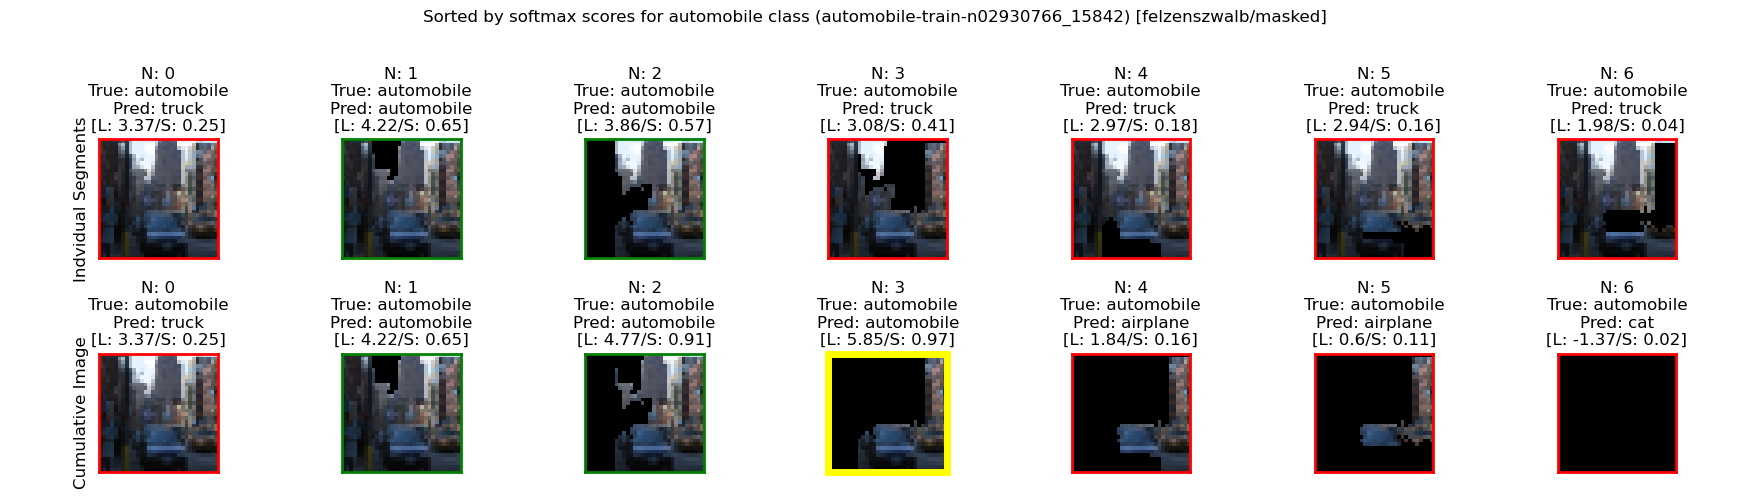 Sorted by softmax scores for automobile class (automobile-train-n02930766_15842) [felzenszwalb/masked]
Indvidual Segments
N: 0
True: automobile
Pred: truck
[L: 3.37/S: 0.25]
N: 1
True: automobile
Pred: automobile
[L: 4.22/S: 0.65]
N: 2
True: automobile
Pred: automobile
[L: 3.86/S: 0.57]
N: 3
True: automobile
Pred: truck
[L: 3.08/S: 0.41]
N: 4
True: automobile
Pred: truck
[L: 2.97/S: 0.18]
N: 5
True: automobile
Pred: truck
[L: 2.94/S: 0.16]
N: 6
True: automobile
Pred: truck
[L: 1.98/S: 0.04]
Cumulative Image
N: 0
True: automobile
Pred: truck
[L: 3.37/S: 0.25]
N: 1
True: automobile
Pred: automobile
[L: 4.22/S: 0.65]
N: 2
True: automobile
Pred: automobile
[L: 4.77/S: 0.91]
N: 3
True: automobile
Pred: automobile
[L: 5.85/S: 0.97]
N: 4
True: automobile
Pred: airplane
[L: 1.84/S: 0.16]
N: 5
True: automobile
Pred: airplane
[L: 0.6/S: 0.11]
N: 6
True: automobile
Pred: cat
[L: -1.37/S: 0.02]